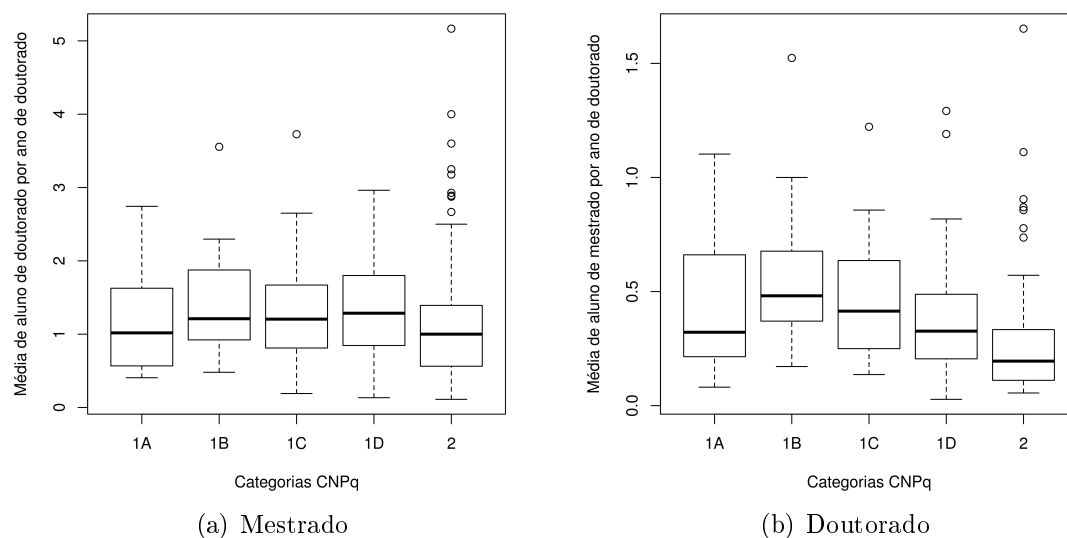 Média de aluno de doutorado por ano de doutorado
5
4
3
2
1
0
1A 1B 1C 1D 2
Categorias CNPq
(a) Mestrado
Média de aluno de mestrado por ano de doutorado
1.5
1.0
0.5
0.0
1A 1B 1C 1D 2
Categorias CNPq
(b) Doutorado